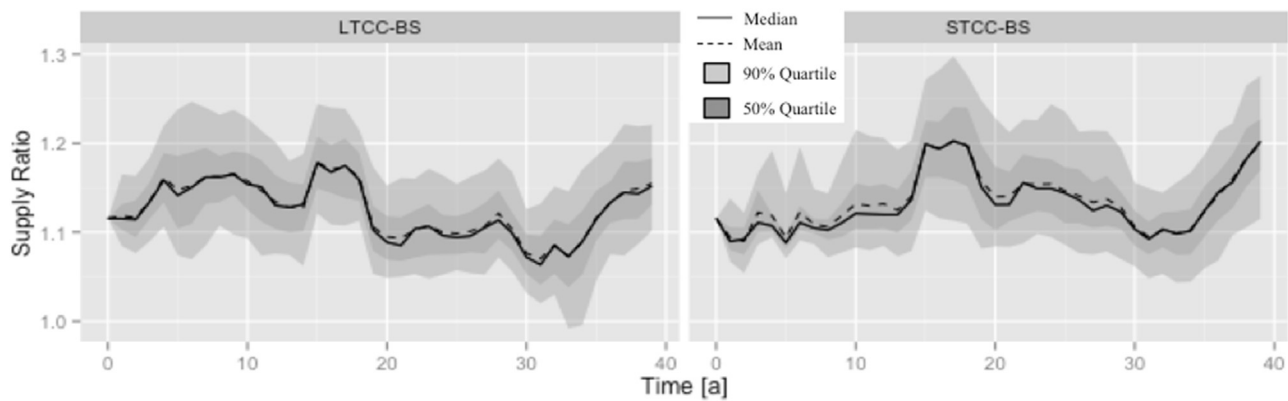 LTCC-BS
STCC-BS
Median
Mean
90% Quartile
50% Quartile
Supply Ratio
1.3
1.2
1.1
1.0
0 10 20 30 40
0 10 20 30 40
Time [a]